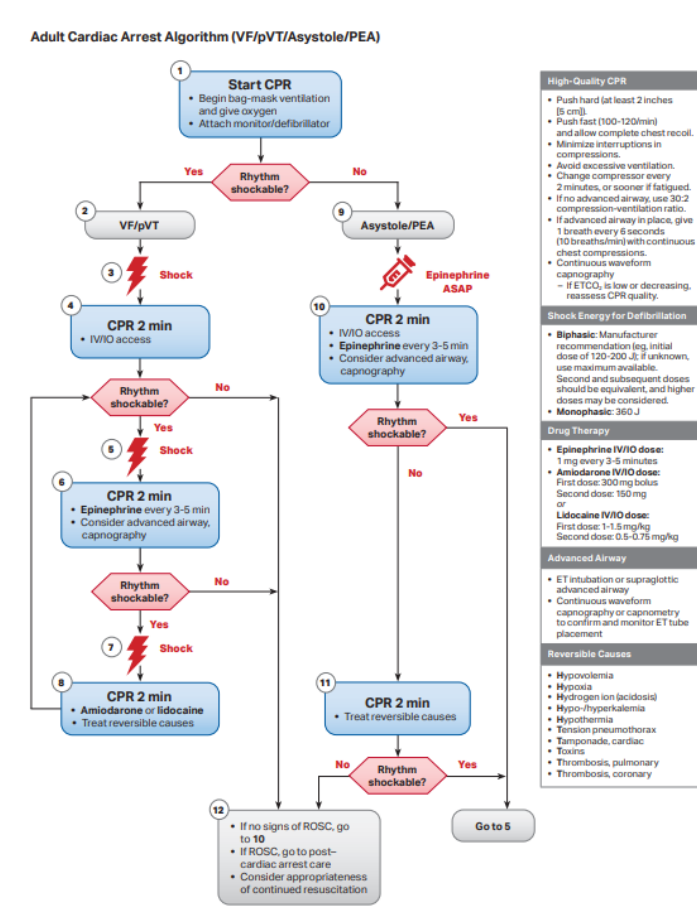 Adult Cardiac Arrest Algorithm (VF/pVT/Asystole/PEA)
1
Start CPR
• Begin bag-mask ventilation
and give oxygen
• Attach monitor/defibrillator
Rhythm
shockable?
Yes
No
2
VF/pVT
3
Shock
4
CPR 2 min
• IV/IO access
Rhythm
shockable?
No
Yes
5
Shock
6
CPR 2 min
• Epinephrine every 3-5 min
• Consider advanced airway,
capnography
Rhythm
shockable?
No
Yes
7
Shock
8
CPR 2 min
• Amiodarone or lidocaine
• Treat reversible causes
9
Asystole/PEA
Epinephrine
ASAP
10
CPR 2 min
• IV/IO access
• Epinephrine every 3-5 min
• Consider advanced airway,
capnography
Rhythm
shockable?
Yes
No
11
CPR 2 min
• Treat reversible causes
Rhythm
shockable?
No
Yes
12
• If no signs of ROSC, go
to 10
• If ROSC, go to post–
cardiac arrest care
• Consider appropriateness
of continued resuscitation
Go to 5
High-Quality CPR
• Push hard (at least 2 inches
[5 cm]).
• Push fast (100-120/min)
and allow complete chest recoil.
• Minimize interruptions in
compressions.
• Avoid excessive ventilation.
• Change compressor every
2 minutes, or sooner if fatigued.
• If no advanced airway, use 30:2
compression-ventilation ratio.
• If advanced airway in place, give
1 breath every 6 seconds
(10 breaths/min) with continuous
chest compressions.
• Continuous waveform
capnography
– If ETCO₂ is low or decreasing,
reassess CPR quality.
Shock Energy for Defibrillation
• Biphasic: Manufacturer
recommendation (eg, initial
dose of 120-200 J); if unknown,
use maximum available.
Second and subsequent doses
should be equivalent, and higher
doses may be considered.
• Monophasic: 360 J
Drug Therapy
• Epinephrine IV/IO dose:
1 mg every 3-5 minutes
• Amiodarone IV/IO dose:
First dose: 300 mg bolus
Second dose: 150 mg
or
Lidocaine IV/IO dose:
First dose: 1-1.5 mg/kg
Second dose: 0.5-0.75 mg/kg
Advanced Airway
• ET intubation or supraglottic
advanced airway
• Continuous waveform
capnography or capnometry
to confirm and monitor ET tube
placement
Reversible Causes
• Hypovolemia
• Hypoxia
• Hydrogen ion (acidosis)
• Hypo-/hyperkalemia
• Hypothermia
• Tension pneumothorax
• Tamponade, cardiac
• Toxins
• Thrombosis, pulmonary
• Thrombosis, coronary